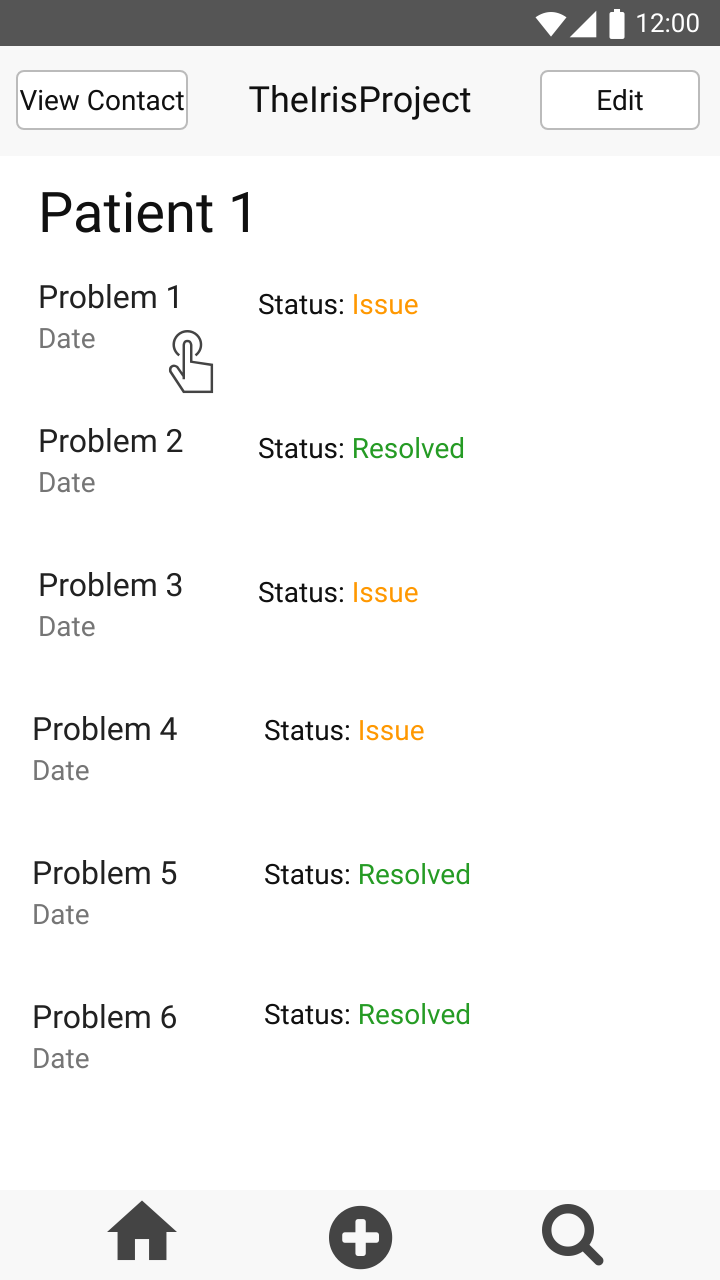 12:00
View Contact TheIrisProject Edit
Patient 1
Problem 1 Status: Issue
Date
Problem 2 Status: Resolved
Date
Problem 3 Status: Issue
Date
Problem 4 Status: Issue
Date
Problem 5 Status: Resolved
Date
Problem 6 Status: Resolved
Date